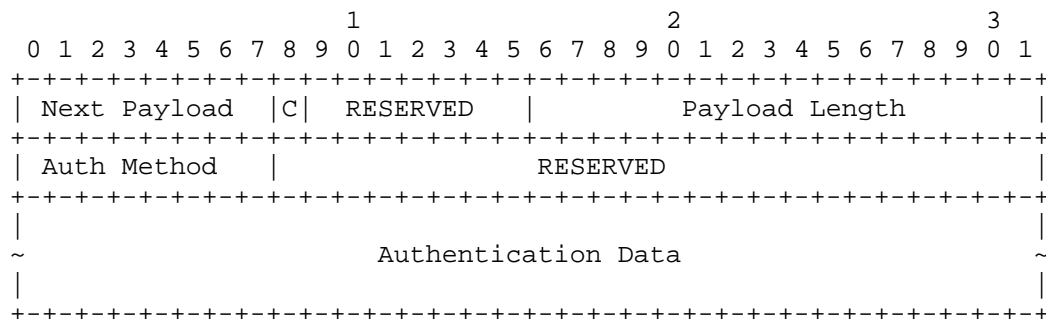 1                   2                   3
 0 1 2 3 4 5 6 7 8 9 0 1 2 3 4 5 6 7 8 9 0 1 2 3 4 5 6 7 8 9 0 1
+-+-+-+-+-+-+-+-+-+-+-+-+-+-+-+-+-+-+-+-+-+-+-+-+-+-+-+-+-+-+-+-+
| Next Payload  |C|  RESERVED   |         Payload Length        |
+-+-+-+-+-+-+-+-+-+-+-+-+-+-+-+-+-+-+-+-+-+-+-+-+-+-+-+-+-+-+-+-+
| Auth Method   |                RESERVED                       |
+-+-+-+-+-+-+-+-+-+-+-+-+-+-+-+-+-+-+-+-+-+-+-+-+-+-+-+-+-+-+-+-+
|                                                               |
~                      Authentication Data                      ~
|                                                               |
+-+-+-+-+-+-+-+-+-+-+-+-+-+-+-+-+-+-+-+-+-+-+-+-+-+-+-+-+-+-+-+-+